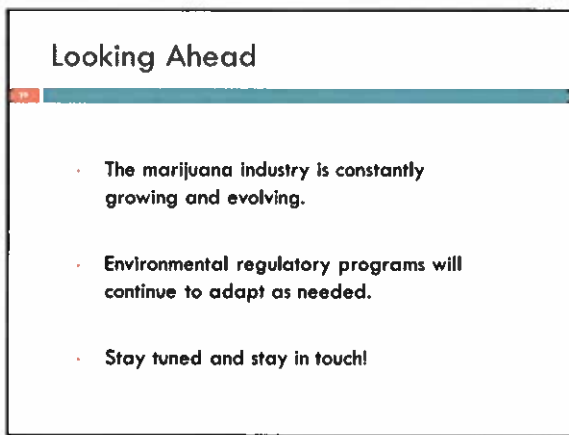 Looking Ahead
The marijuana industry is constantly
growing and evolving.
Environmental regulatory programs will
continue to adapt as needed.
Stay tuned and stay in touch!